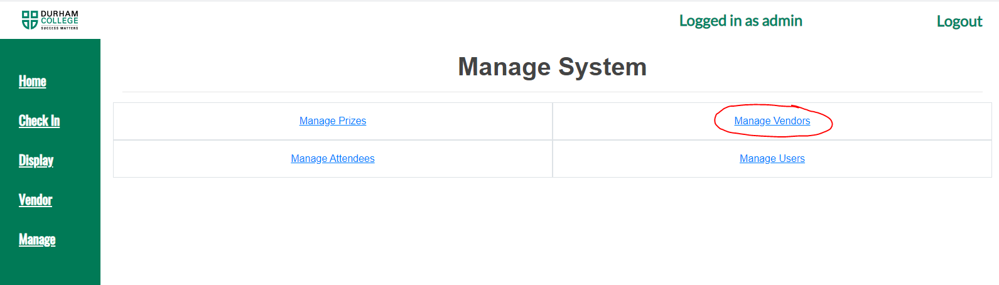 DURHAM
COLLEGE
SUCCESS MATTERS
Logged in as admin
Logout
Home
Check In
Display
Vendor
Manage
Manage System
Manage Prizes
Manage Vendors
Manage Attendees
Manage Users